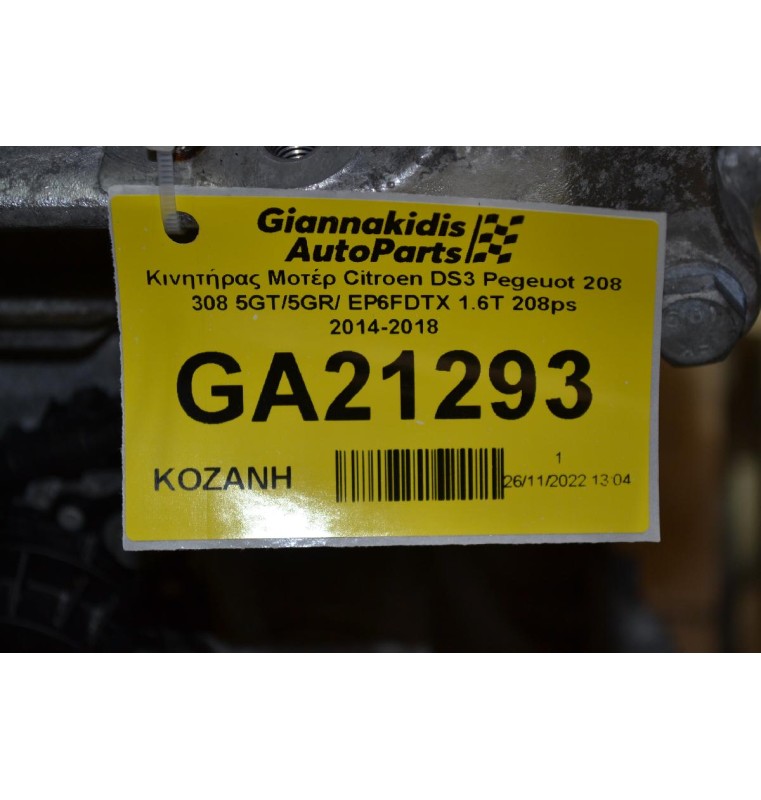 Giannakidis
AutoParts
Κινητήρας Μοτέρ Citroen DS3 Pegeuot 208
308 5GT/5GR/ EP6FDTX 1.6T 208ps
2014-2018
GA21293
ΚΟΖΑΝΗ
1
26/11/2022 13:04